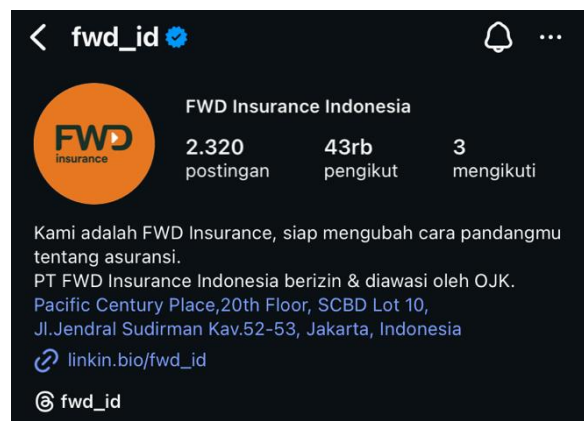 fwd_id
FWD
insurance
FWD Insurance Indonesia
2.320 43rb 3
postingan pengikut mengikuti
Kami adalah FWD Insurance, siap mengubah cara pandangmu
tentang asuransi.
PT FWD Insurance Indonesia berizin & diawasi oleh OJK.
Pacific Century Place,20th Floor, SCBD Lot 10,
Jl.Jendral Sudirman Kav.52-53, Jakarta, Indonesia
linkin.bio/fwd_id
fwd_id